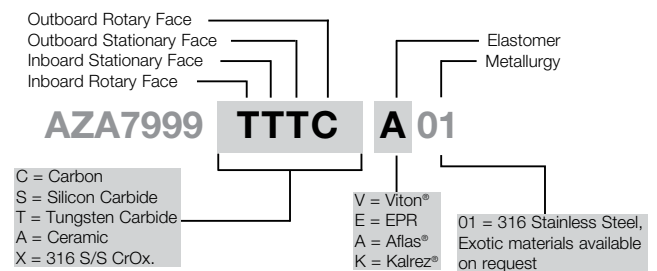 Outboard Rotary Face
Outboard Stationary Face
Inboard Stationary Face
Inboard Rotary Face
Elastomer
Metallurgy
AZA7999 TTTC A 01
C = Carbon
S = Silicon Carbide
T = Tungsten Carbide
A = Ceramic
X = 316 S/S CrOx.
V = Viton®
E = EPR
A = Aflas®
K = Kalrez®
01 = 316 Stainless Steel,
Exotic materials available
on request